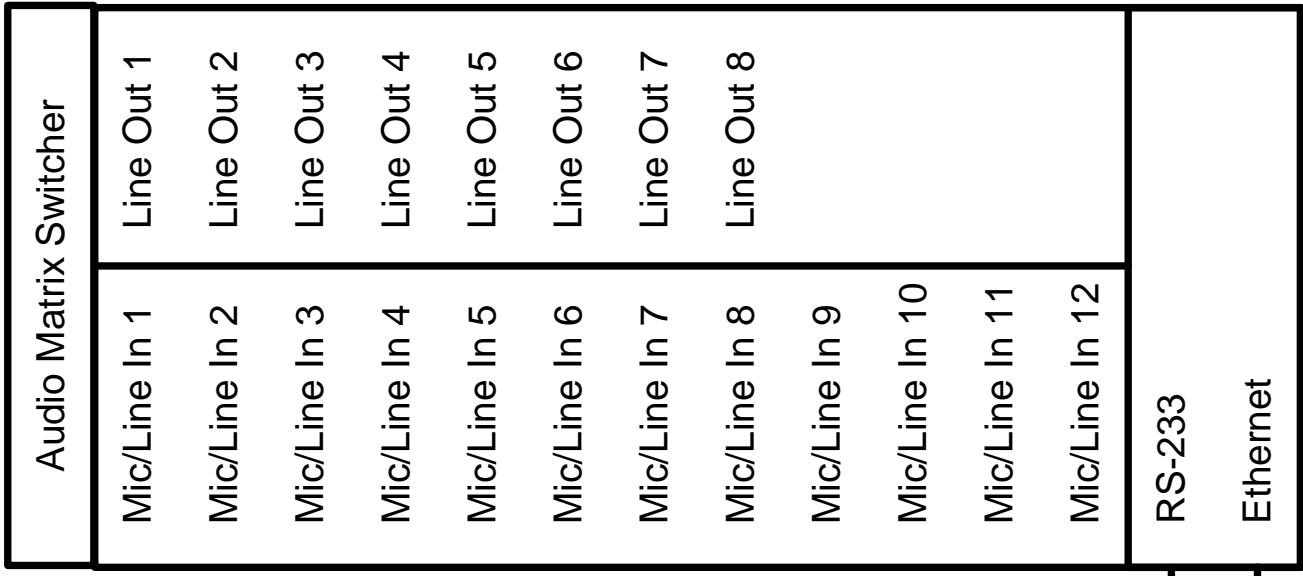 Audio Matrix Switcher
Mic/Line In 1
Line Out 1
Mic/Line In 2
Line Out 2
Mic/Line In 3
Line Out 3
Mic/Line In 4
Line Out 4
Mic/Line In 5
Line Out 5
Mic/Line In 6
Line Out 6
Mic/Line In 7
Line Out 7
Mic/Line In 8
Line Out 8
Mic/Line In 9
Mic/Line In 10
Mic/Line In 11
Mic/Line In 12
RS-233
Ethernet